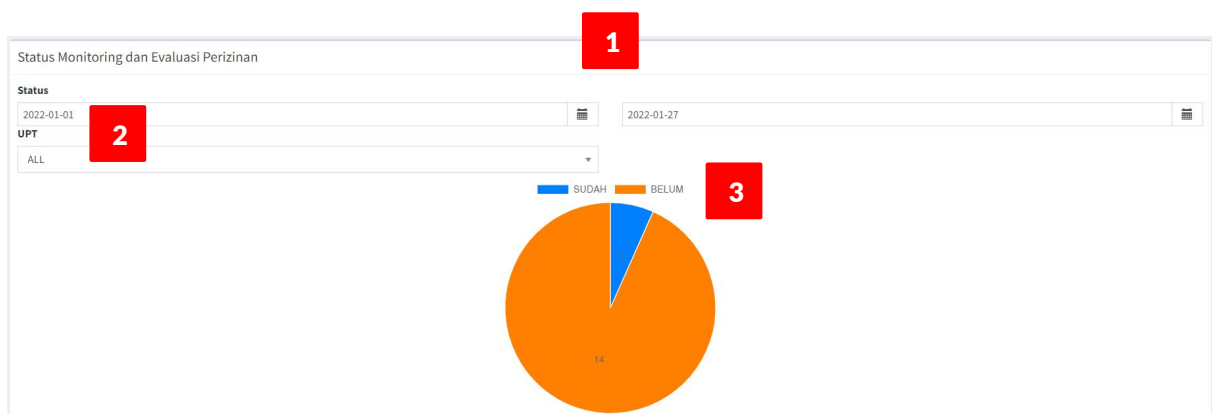 1
Status Monitoring dan Evaluasi Perizinan
Status
2022-01-01
2022-01-27
UPT
2
ALL
SUDAH
BELUM
3
14